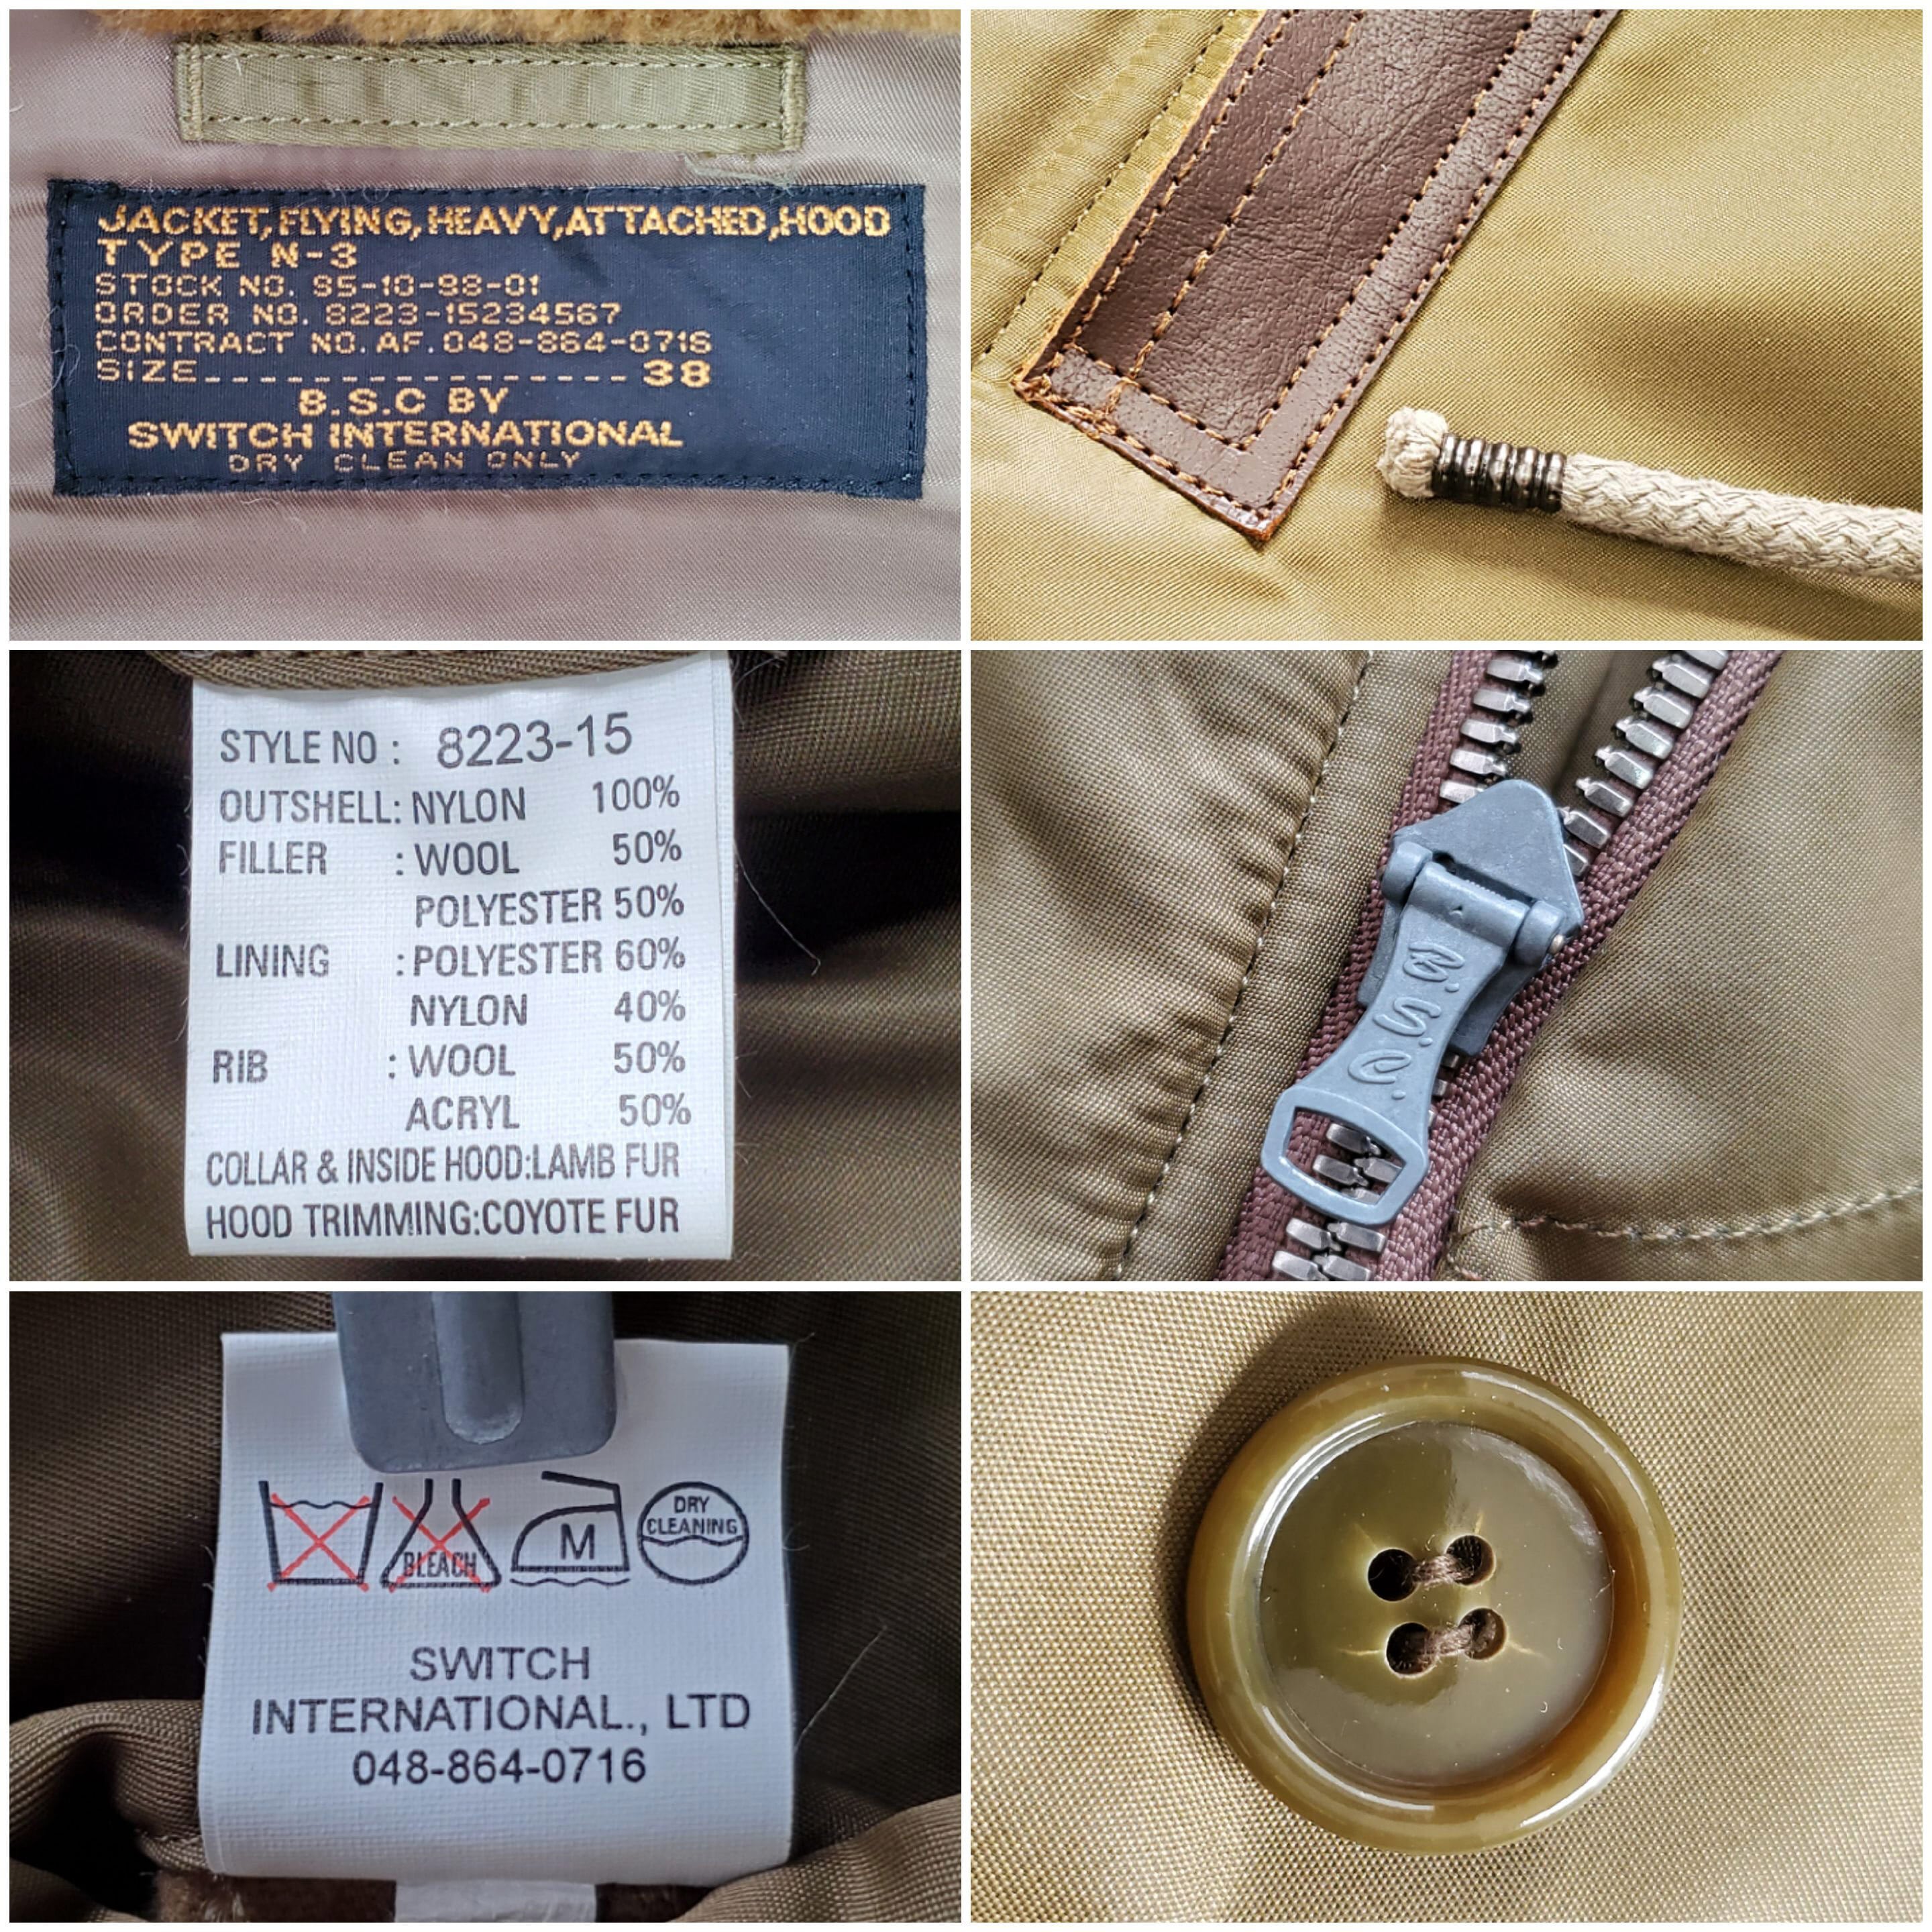 JACKET,FLYING,HEAVY,ATTACHED,HOOD
TYPE N-3
STOCK NO. S5-10-98-01
ORDER NO. 8223-15234567
CONTRACT NO. AF. 048-864-0716
SIZE--------------- 38
B.S.C BY
SWITCH INTERNATIONAL
DRY CLEAN ONLY
STYLE NO : 8223-15
OUTSHELL: NYLON 100%
FILLER : WOOL 50%
POLYESTER 50%
LINING : POLYESTER 60%
NYLON 40%
RIB : WOOL 50%
ACRYL 50%
COLLAR & INSIDE HOOD:LAMB FUR
HOOD TRIMMING:COYOTE FUR
B.S.C.
BLEACH
M
DRY
CLEANING
SWITCH
INTERNATIONAL., LTD
048-864-0716